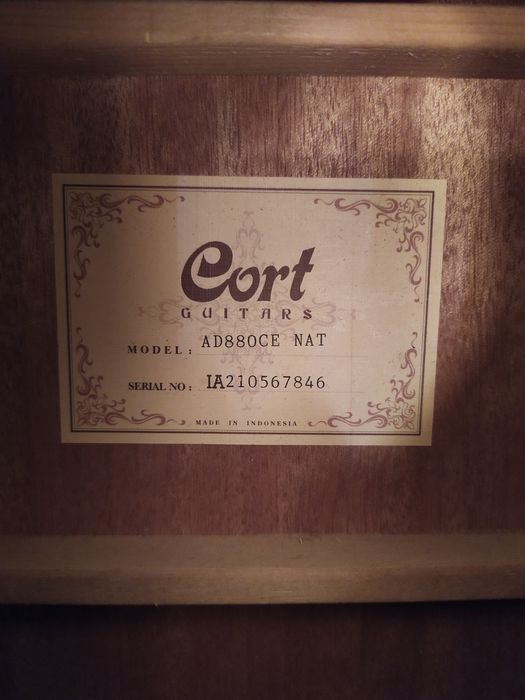 Cort
GUITARS
MODEL: AD880CE NAT
SERIAL NO: IA210567846
MADE IN INDONESIA